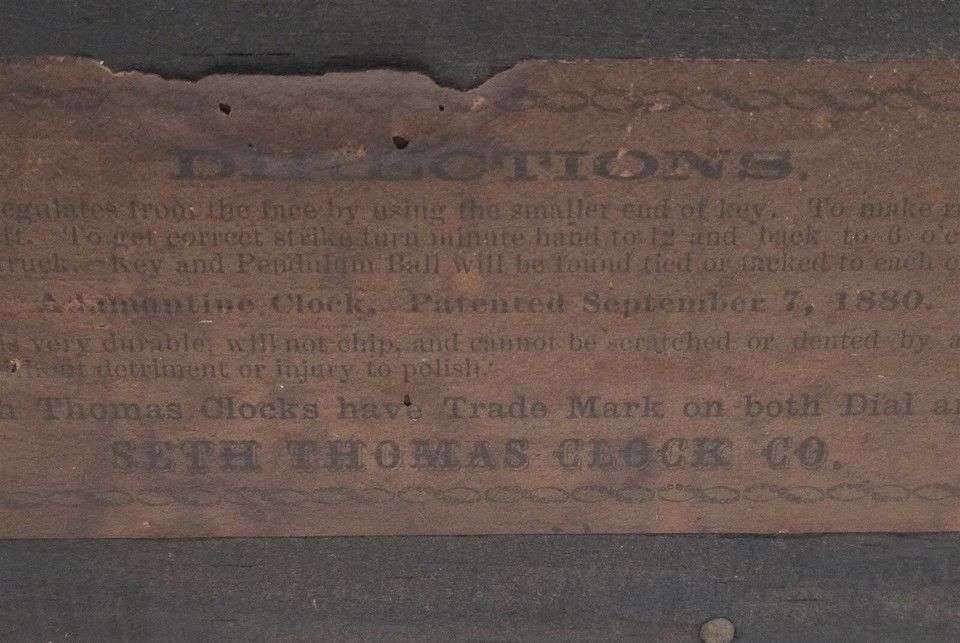 DIRECTIONS.
egulates from the face by using the smaller end of key. To make r
ft. To get correct strike turn minute hand to 12 and back to 6 o'c
truck. Key and Pendulum Ball will be found tied or tacked to each c
Adamantine Clock. Patented September 7, 1880.
is very durable; will not chip, and cannot be scratched or dented by a
thout detriment or injury to polish.
h Thomas Clocks have Trade Mark on both Dial an
SETH THOMAS CLOCK CO.